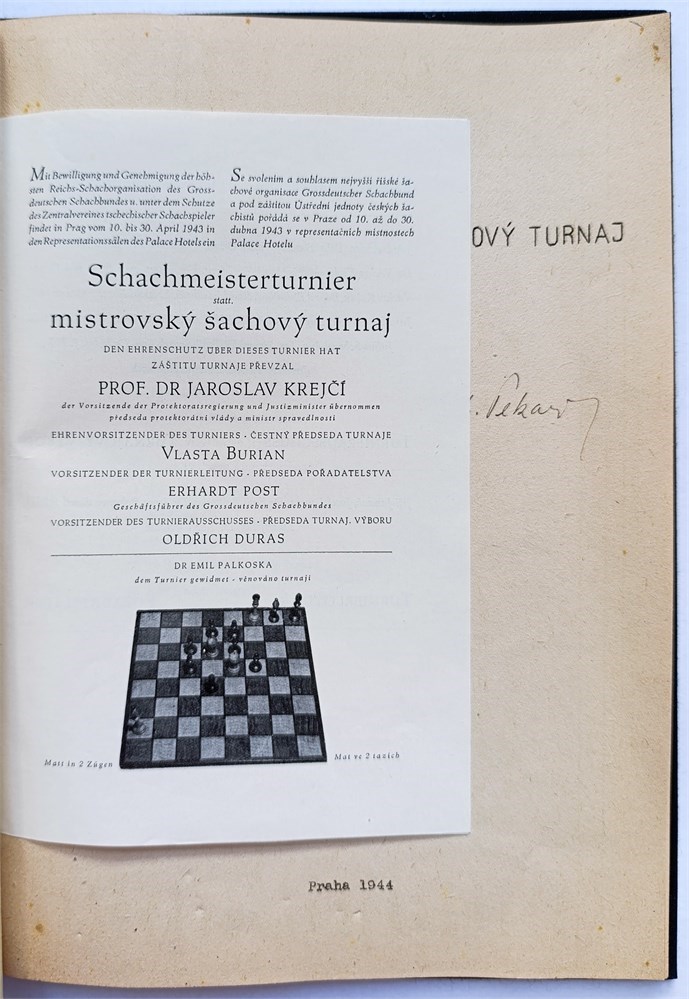 Mit Bewilligung und Genehmigung der höh-
sten Reichs-Schachorganisation des Gross-
deutschen Schachbundes u. unter dem Schutze
des Zentralvereines tschechischer Schachspieler
findet in Prag vom 10. bis 30. April 1943 in
den Representationssälen des Palace Hotels ein
Se svolením a souhlasem nejvyšší říšské ša-
chové organisace Grossdeutscher Schachbund
a pod záštitou Ústřední jednoty českých ša-
chistů pořádá se v Praze od 10. až do 30.
dubna 1943 v representačních místnostech
Palace Hotelu
Schachmeisterturnier
statt.
mistrovský šachový turnaj
DEN EHRENSCHUTZ ÜBER DIESES TURNIER HAT
ZÁŠTITU TURNAJE PŘEVZAL
PROF. DR JAROSLAV KREJČÍ
der Vorsitzende der Protektoratsregierung und Justizminister übernommen
předseda protektorátní vlády a ministr spravedlnosti
EHRENVORSITZENDER DES TURNIERS - ČESTNÝ PŘEDSEDA TURNAJE
VLASTA BURIAN
VORSITZENDER DER TURNIERLEITUNG - PŘEDSEDA POŘADATELSTVA
ERHARDT POST
Geschäftsführer des Grossdeutschen Schachbundes
VORSITZENDER DES TURNIERAUSSCHUSSES - PŘEDSEDA TURNAJ. VÝBORU
OLDŘICH DURAS
DR EMIL PALKOSKA
dem Turnier gewidmet - věnováno turnaji
Matt in 2 Zügen
Mat ve 2 tazích
OVÝ TURNAJ
Pekař
Praha 1944